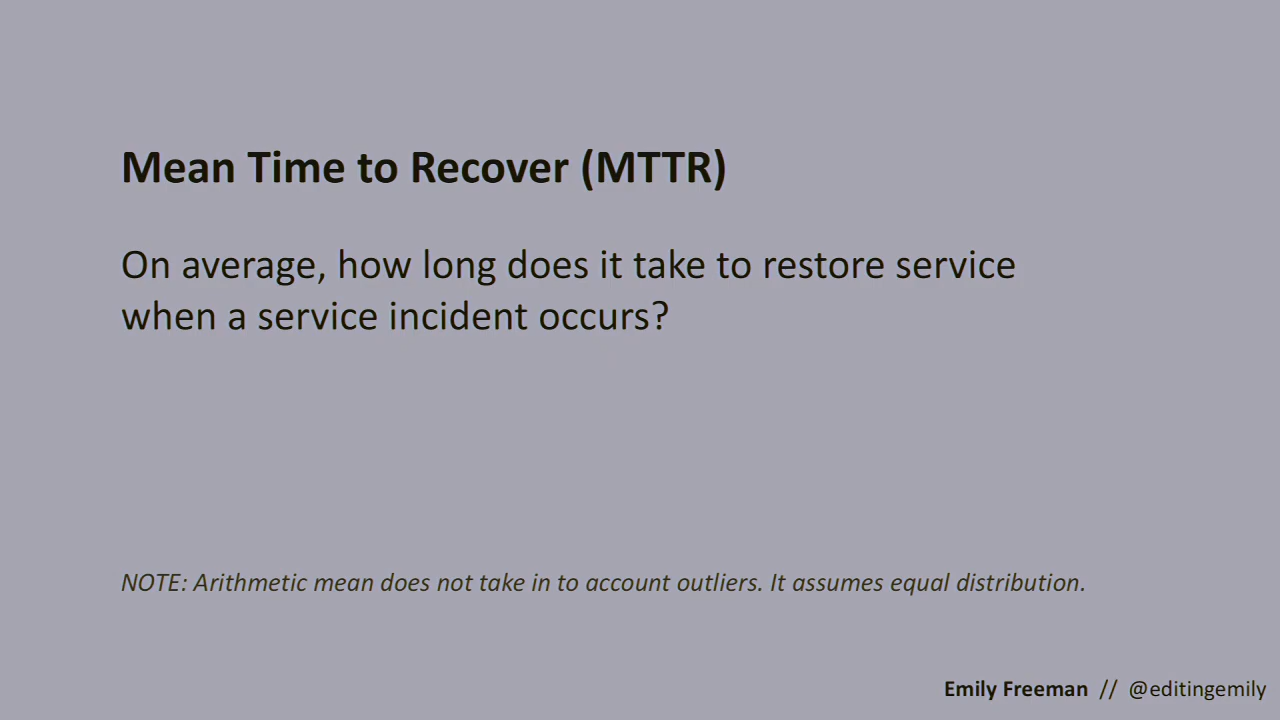 Mean Time to Recover (MTTR)
On average, how long does it take to restore service
when a service incident occurs?
NOTE: Arithmetic mean does not take in to account outliers. It assumes equal distribution.
Emily Freeman // @editingemily